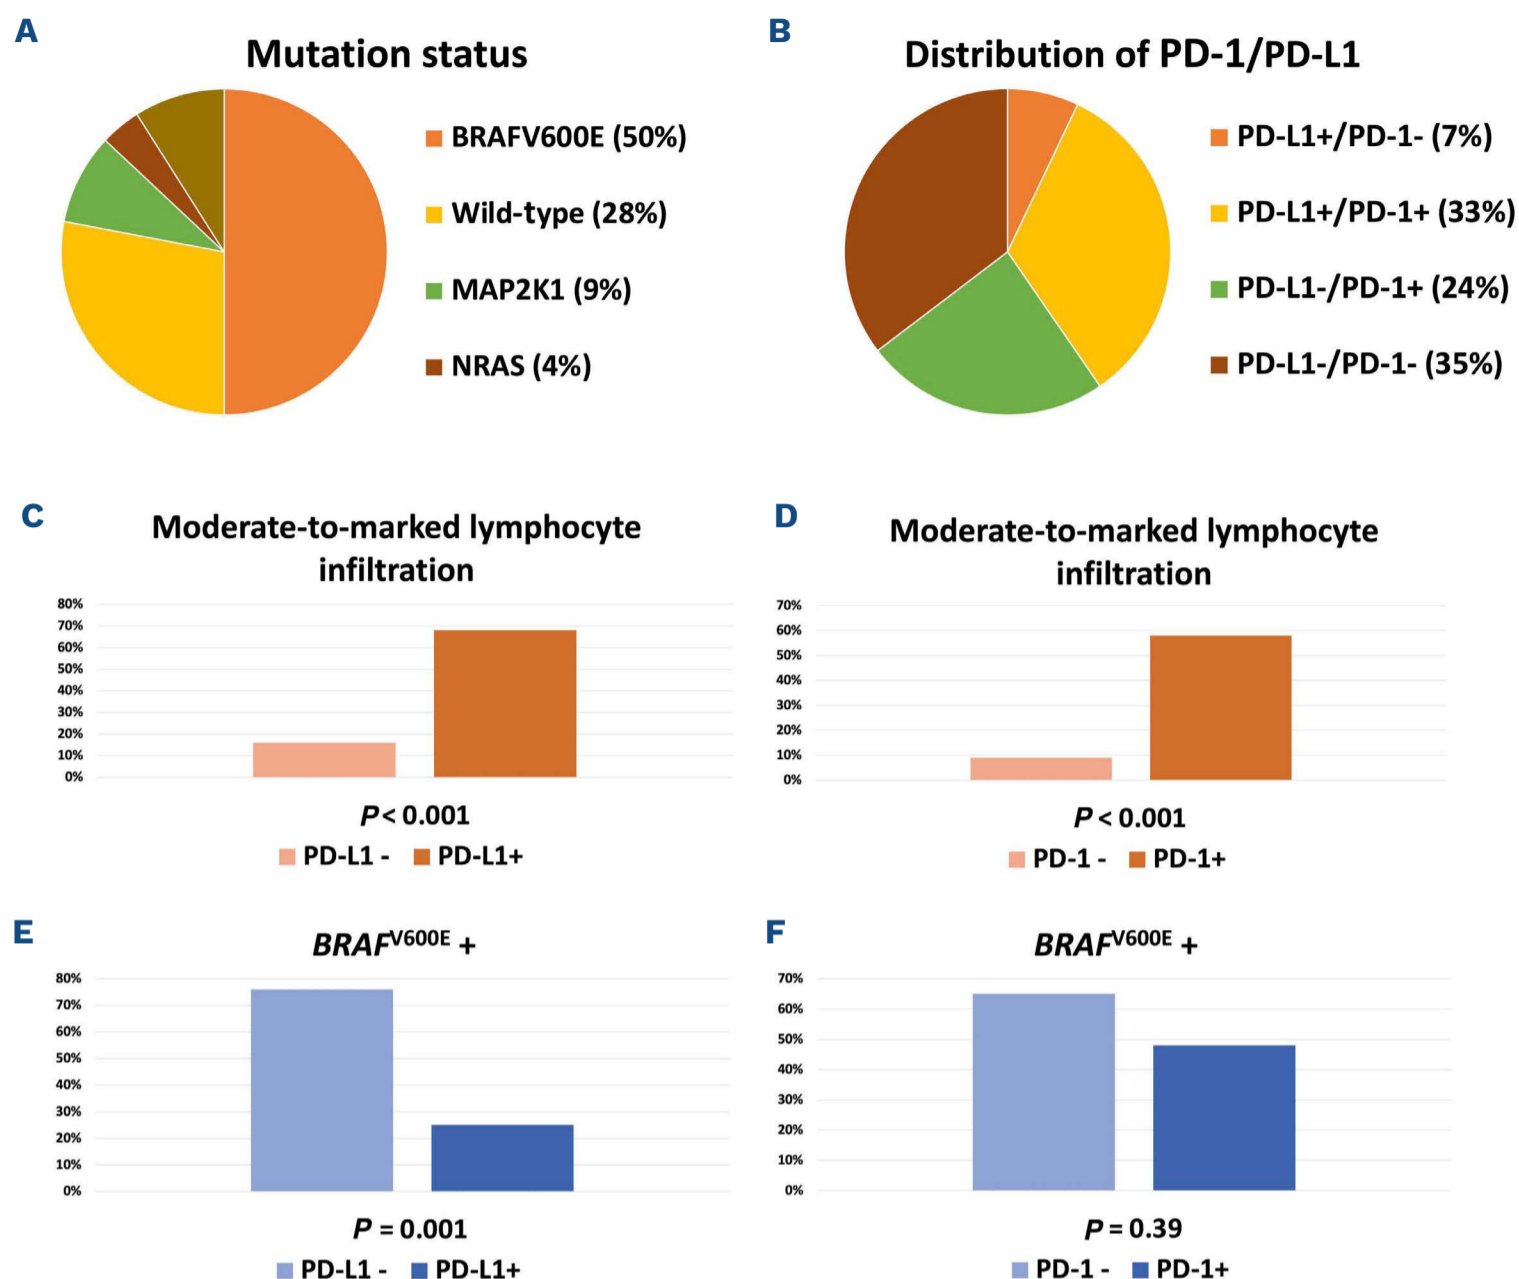 A
Mutation status
BRAFV600E (50%)
Wild-type (28%)
MAP2K1 (9%)
NRAS (4%)
B
Distribution of PD-1/PD-L1
PD-L1+/PD-1- (7%)
PD-L1+/PD-1+ (33%)
PD-L1-/PD-1+ (24%)
PD-L1-/PD-1- (35%)
C
Moderate-to-marked lymphocyte
infiltration
80%
70%
60%
50%
40%
30%
20%
10%
0%
P < 0.001
PD-L1 - PD-L1+
D
Moderate-to-marked lymphocyte
infiltration
70%
60%
50%
40%
30%
20%
10%
0%
P < 0.001
PD-1 - PD-1+
E
BRAFV600E +
80%
70%
60%
50%
40%
30%
20%
10%
0%
P = 0.001
PD-L1 - PD-L1+
F
BRAFV600E +
70%
60%
50%
40%
30%
20%
10%
0%
P = 0.39
PD-1 - PD-1+